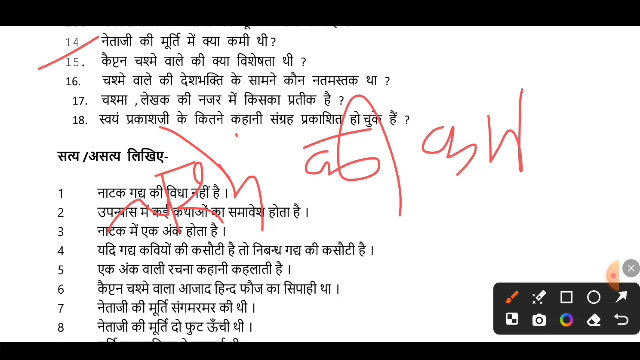 14 नेताजी की मूर्ति में क्या कमी थी?
15. कैप्टन चश्मे वाले की क्या विशेषता थी ?
16. चश्मे वाले की देशभक्ति के सामने कौन नतमस्तक था ?
17. चश्मा ,लेखक की नजर में किसका प्रतीक है ?
18. स्वयं प्रकाशजी के कितने कहानी संग्रह प्रकाशित हो चुके हैं ?
सत्य /असत्य लिखिए-
1 नाटक गद्य की विधा नहीं है ।
2 उपन्यास में कई कथाओं का समावेश होता है ।
3 नाटक में एक अंक होता है ।
4 यदि गद्य कवियों की कसौटी है तो निबन्ध गद्य की कसौटी है ।
5 एक अंक वाली रचना कहानी कहलाती है ।
6 कैप्टन चश्मे वाला आजाद हिन्द फौज का सिपाही था ।
7 नेताजी की मूर्ति संगमरमर की थी ।
8 नेताजी की मूर्ति दो फुट ऊँची थी ।
की